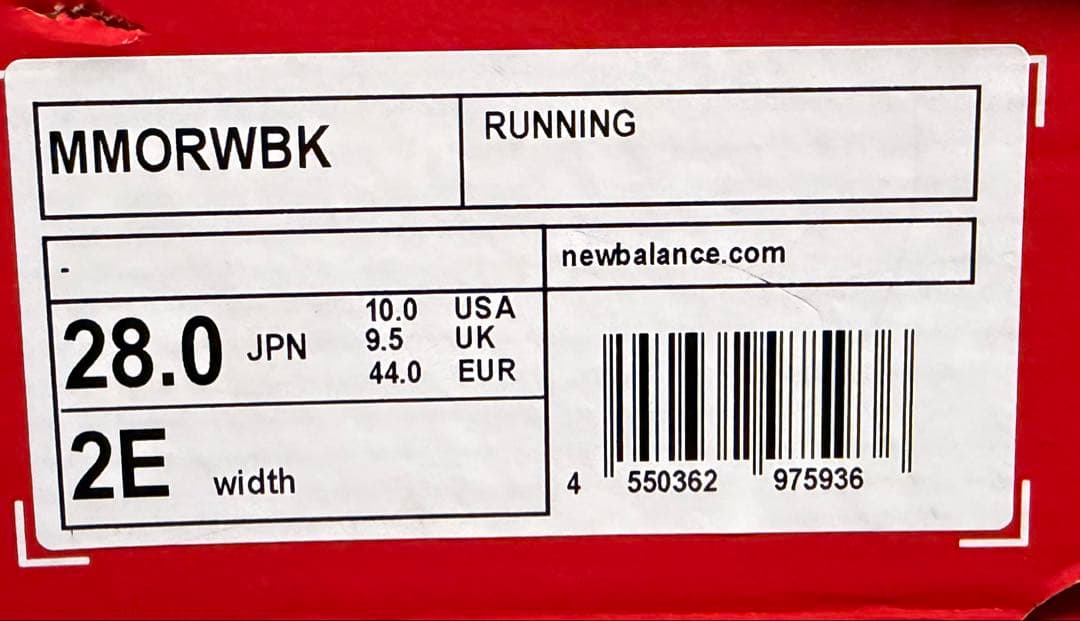 MMORWBK
RUNNING
-
newbalance.com
28.0 JPN
10.0 USA
9.5 UK
44.0 EUR
2E width
4 550362 975936